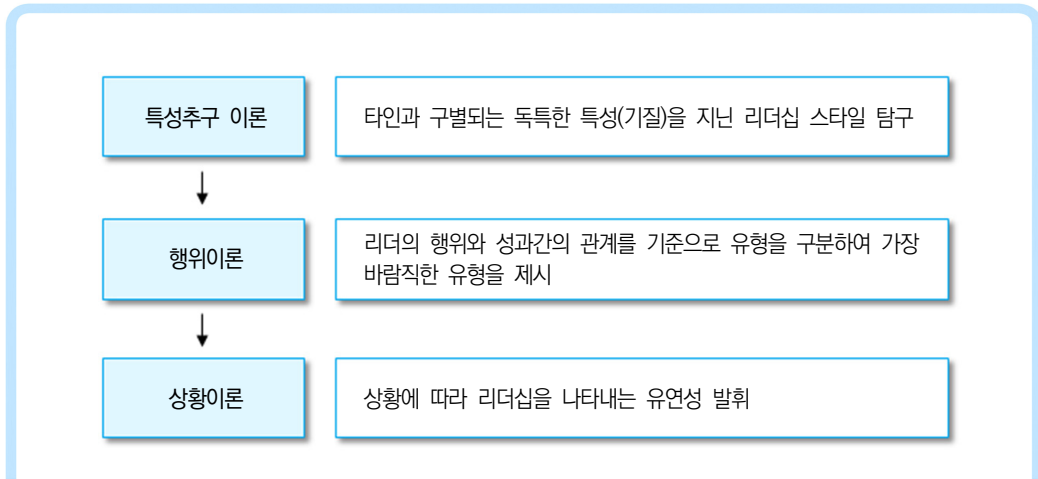 특성추구 이론
타인과 구별되는 독특한 특성(기질)을 지닌 리더십 스타일 탐구
행위이론
리더의 행위와 성과간의 관계를 기준으로 유형을 구분하여 가장
바람직한 유형을 제시
상황이론
상황에 따라 리더십을 나타내는 유연성 발휘